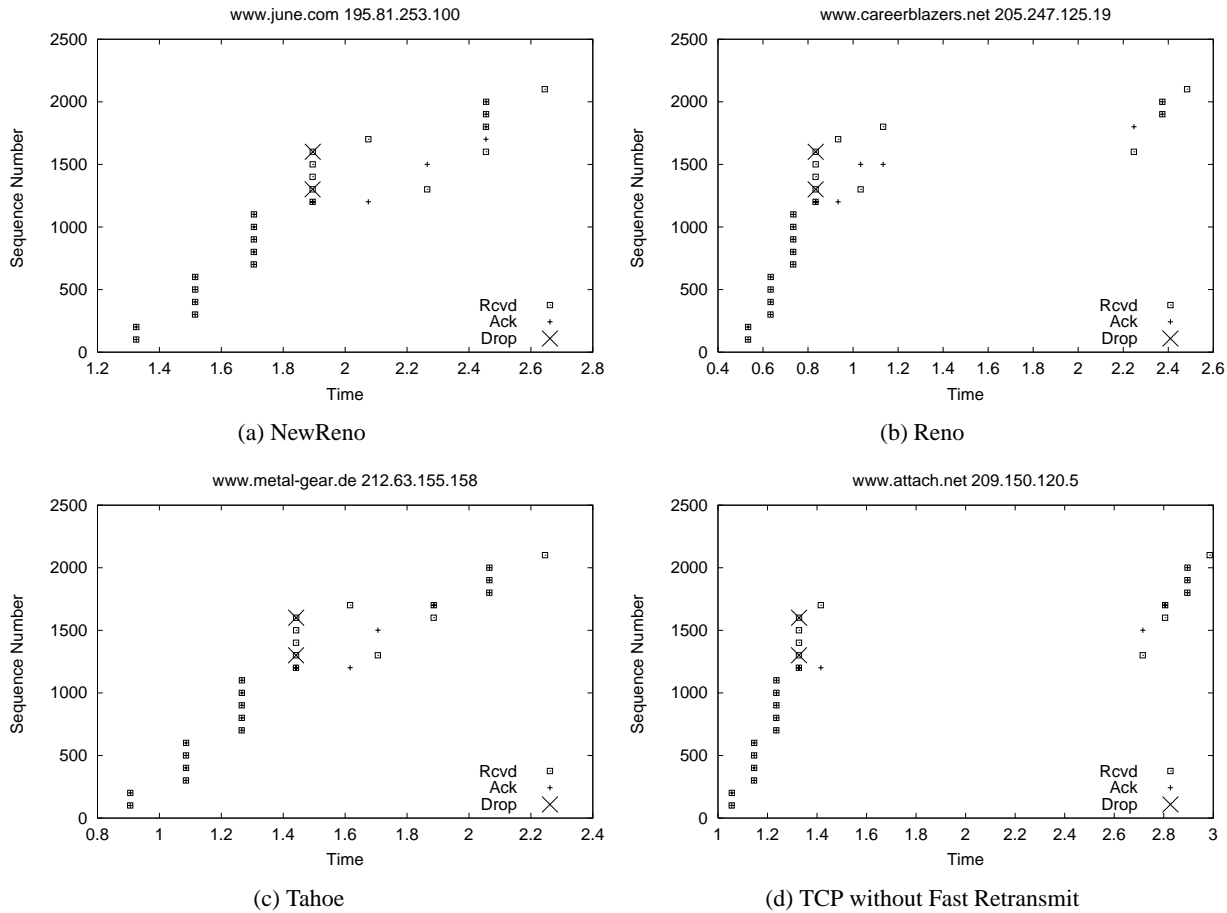 www.june.com 195.81.253.100
2500
2000
1500
1000
500
0
Sequence Number
1.2 1.4 1.6 1.8 2 2.2 2.4 2.6 2.8
Time
Rcvd
Ack
Drop
(a) NewReno
www.careerblazers.net 205.247.125.19
2500
2000
1500
1000
500
0
Sequence Number
0.4 0.6 0.8 1 1.2 1.4 1.6 1.8 2 2.2 2.4 2.6
Time
Rcvd
Ack
Drop
(b) Reno
www.metal-gear.de 212.63.155.158
2500
2000
1500
1000
500
0
Sequence Number
0.8 1 1.2 1.4 1.6 1.8 2 2.2 2.4
Time
Rcvd
Ack
Drop
(c) Tahoe
www.attach.net 209.150.120.5
2500
2000
1500
1000
500
0
Sequence Number
1 1.2 1.4 1.6 1.8 2 2.2 2.4 2.6 2.8 3
Time
Rcvd
Ack
Drop
(d) TCP without Fast Retransmit